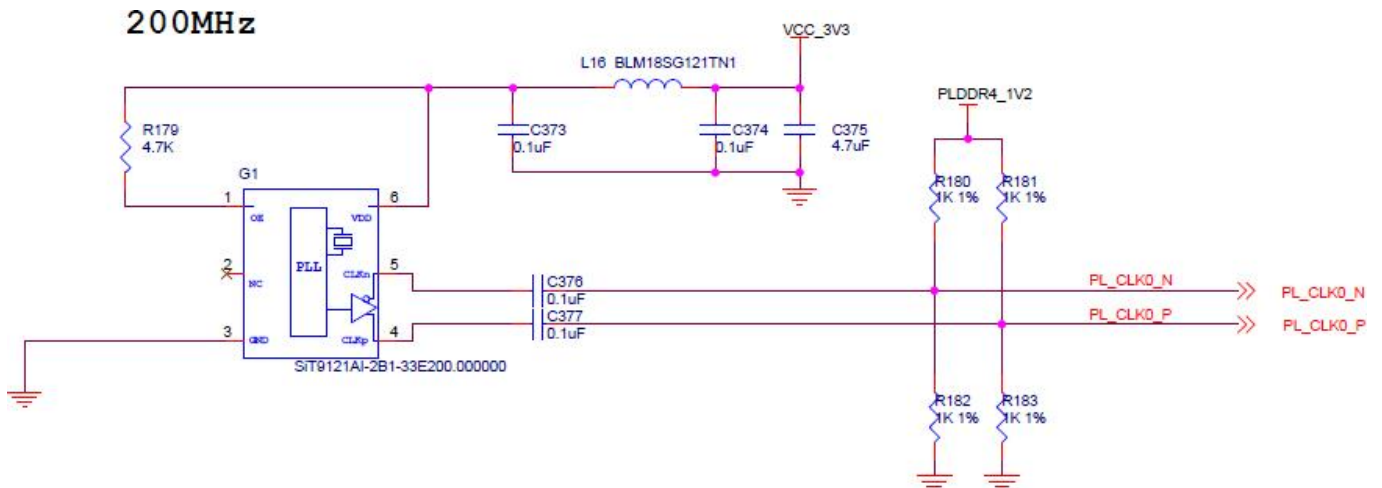 200MHz
VCC_3V3
L16 BLM18SG121TN1
PLDDR4_1V2
R179
4.7K
C373
0.1uF
C374
0.1uF
C375
4.7uF
G1
R180
1K 1%
R181
1K 1%
1
OE
6
VDD
2
NC
PLL
5
CLKn
C376
0.1uF
PL_CLK0_N
PL_CLK0_N
3
GND
4
CLKp
C377
0.1uF
PL_CLK0_P
PL_CLK0_P
SiT9121AI-2B1-33E200.000000
R182
1K 1%
R183
1K 1%